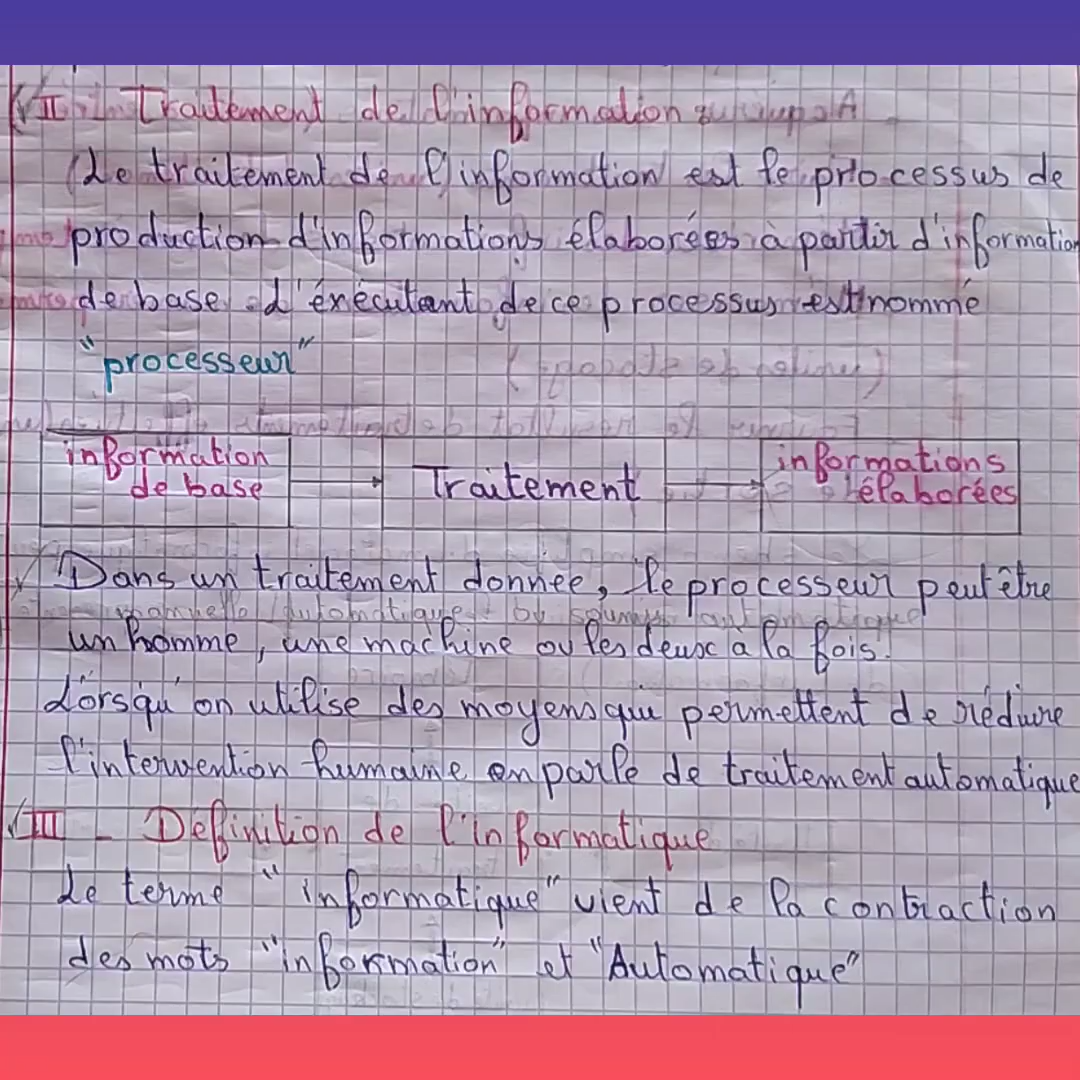 II - Traitement de l'information
Le traitement de l'information est le processus de
production d'informations élaborées à partir d'information
de base. L'éxécutant de ce processus est nommé
"processeur"
information
de base
Traitement
informations
élaborées
Dans un traitement donnée, le processeur peut être
un homme, une machine ou les deux à la fois.
Lorsqu'on utilise des moyens qui permettent de réduire
l'intervention humaine on parle de traitement automatique
III - Définition de l'informatique
Le terme "informatique" vient de la contraction
des mots "information" et "Automatique"